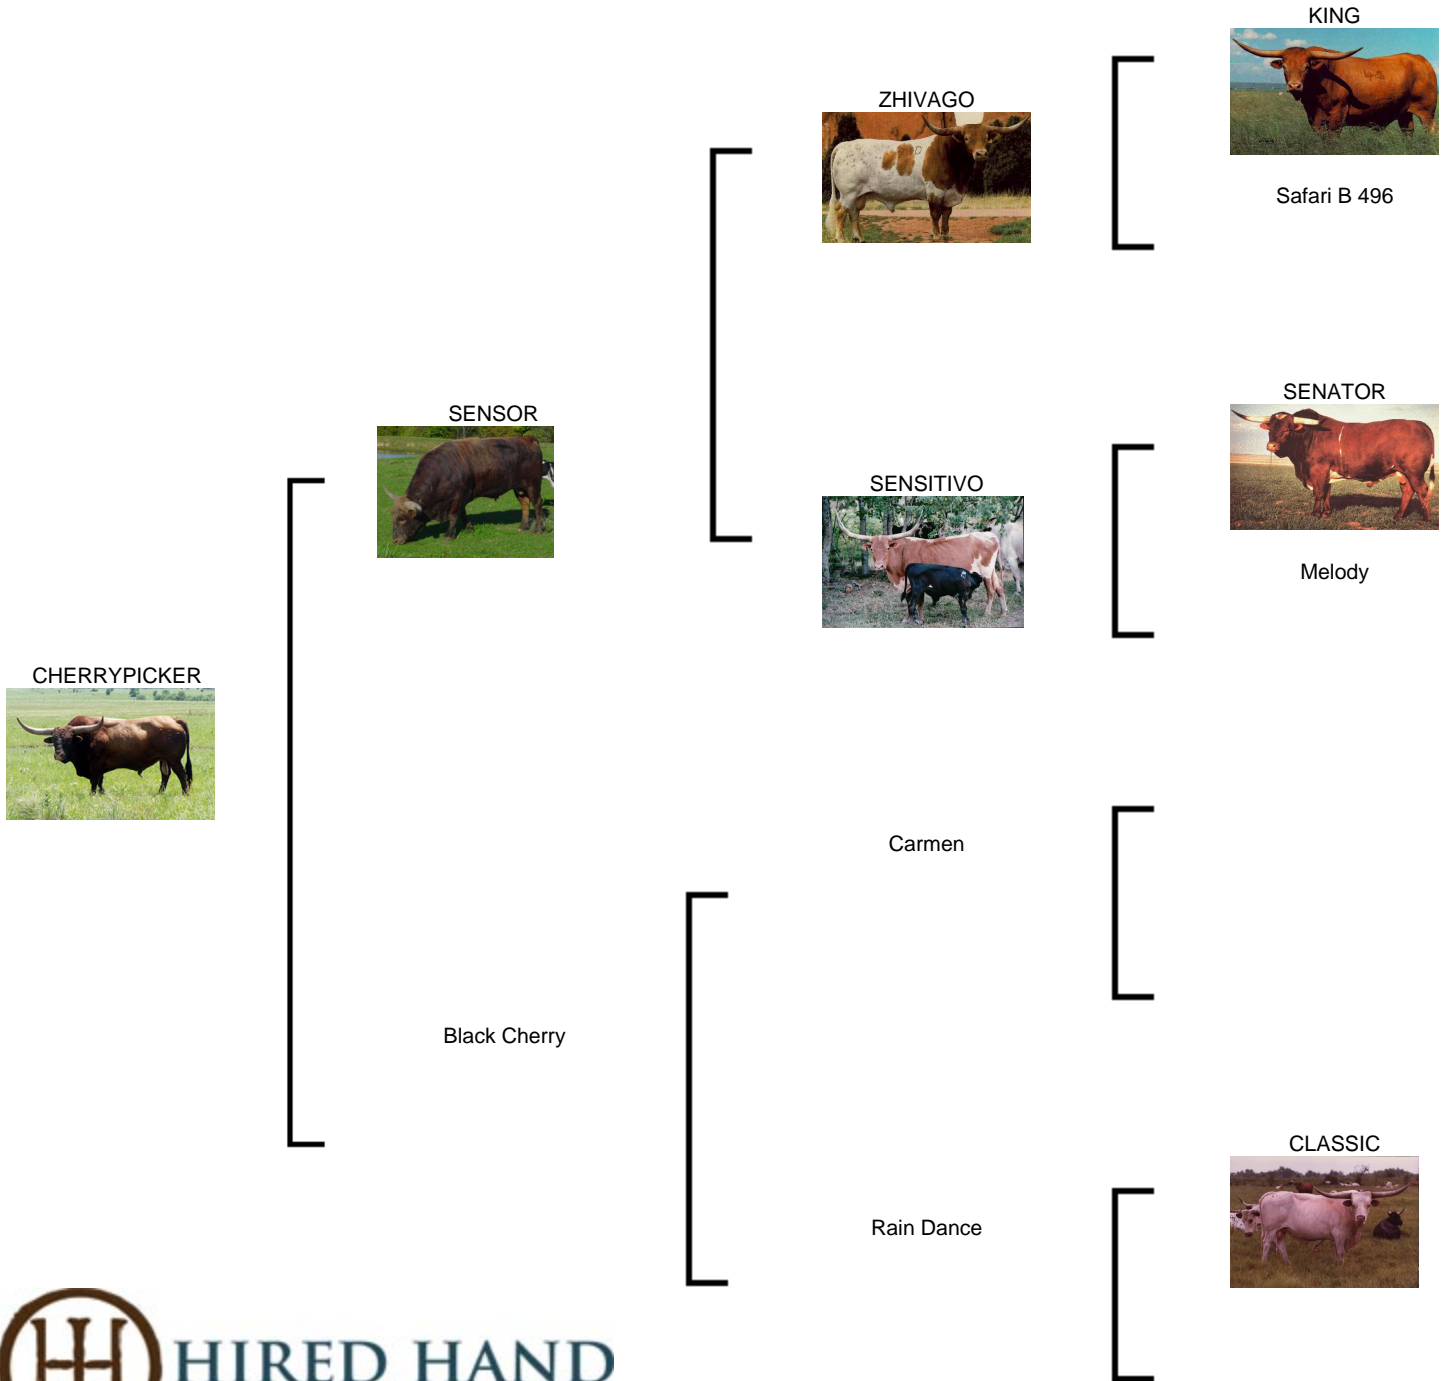 KING
ZHIVAGO
Safari B 496
SENATOR
SENSOR
SENSITIVO
Melody
CHERRYPICKER
Carmen
Black Cherry
CLASSIC
Rain Dance
HIRED HAND